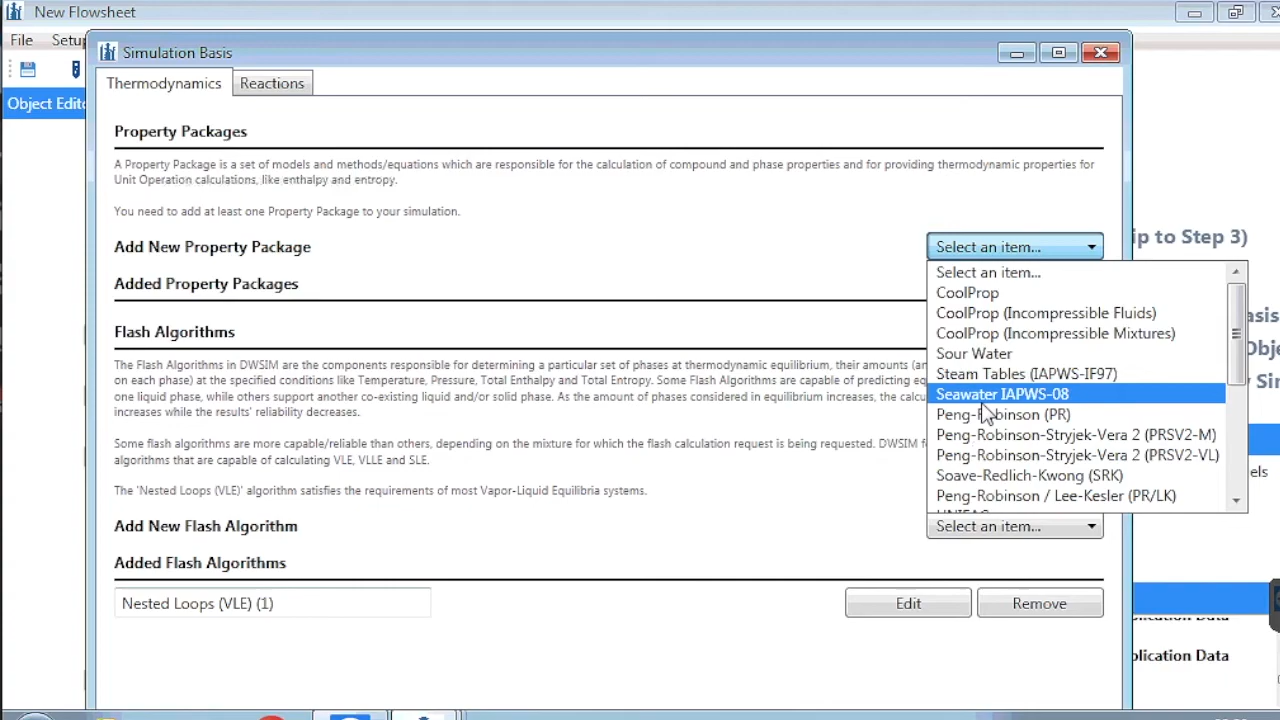 New Flowsheet
File Setup
Simulation Basis
Object Edito
Thermodynamics Reactions
Property Packages
A Property Package is a set of models and methods/equations which are responsible for the calculation of compound and phase properties and for providing thermodynamic properties for
Unit Operation calculations, like enthalpy and entropy.
You need to add at least one Property Package to your simulation.
Add New Property Package
Select an item...
ip to Step 3)
Added Property Packages
Select an item...
CoolProp
CoolProp (Incompressible Fluids)
CoolProp (Incompressible Mixtures)
Sour Water
Steam Tables (IAPWS-IF97)
Seawater IAPWS-08
Peng-Robinson (PR)
Peng-Robinson-Stryjek-Vera 2 (PRSV2-M)
Peng-Robinson-Stryjek-Vera 2 (PRSV2-VL)
Soave-Redlich-Kwong (SRK)
Peng-Robinson / Lee-Kesler (PR/LK)
asis
Obje
y Sin
els
Flash Algorithms
The Flash Algorithms in DWSIM are the components responsible for determining a particular set of phases at thermodynamic equilibrium, their amounts (an
on each phase) at the specified conditions like Temperature, Pressure, Total Enthalpy and Total Entropy. Some Flash Algorithms are capable of predicting eq
one liquid phase, while others support another co-existing liquid and/or solid phase. As the amount of phases considered in equilibrium increases, the calcu
increases while the results' reliability decreases.
Some flash algorithms are more capable/reliable than others, depending on the mixture for which the flash calculation request is being requested. DWSIM f
algorithms that are capable of calculating VLE, VLLE and SLE.
The 'Nested Loops (VLE)' algorithm satisfies the requirements of most Vapor-Liquid Equilibria systems.
Add New Flash Algorithm
Select an item...
Added Flash Algorithms
Nested Loops (VLE) (1)
Edit
Remove
plication Data